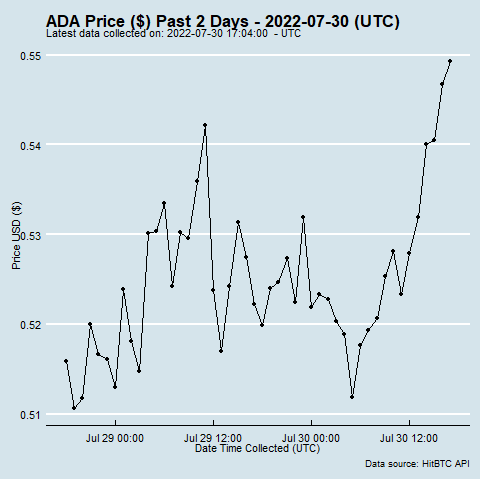 ADA Price ($) Past 2 Days - 2022-07-30 (UTC)
Latest data collected on: 2022-07-30 17:04:00 - UTC
0.55
0.54
0.53
0.52
0.51
Price USD ($)
Jul 29 00:00 Jul 29 12:00 Jul 30 00:00 Jul 30 12:00
Date Time Collected (UTC)
Data source: HitBTC API